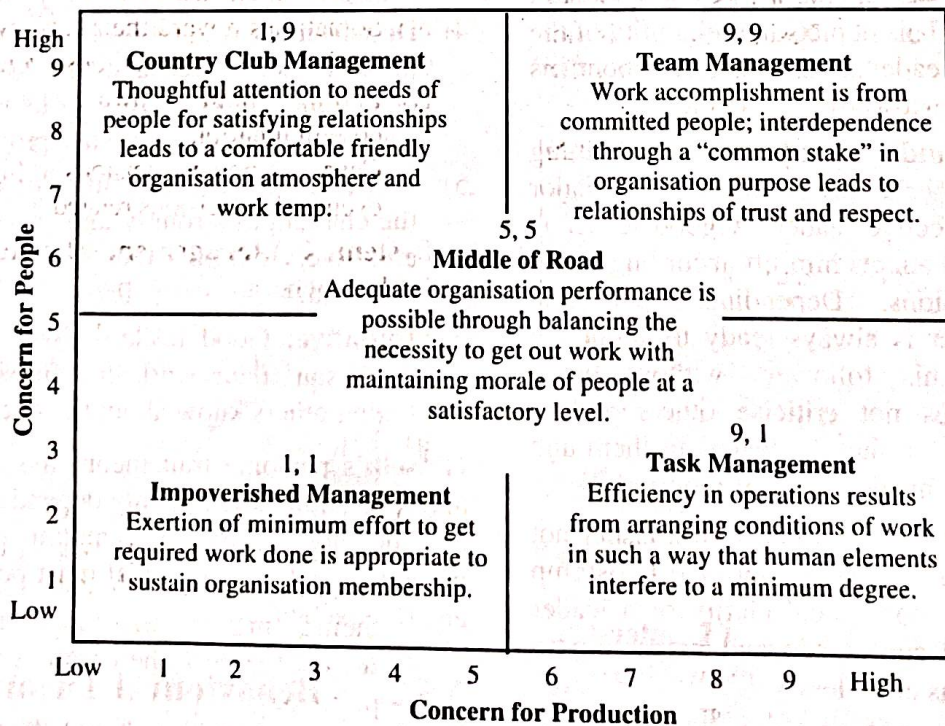 High
9
8
7
6
5
4
3
2
1
Low
Concern for People
1, 9
Country Club Management
Thoughtful attention to needs of
people for satisfying relationships
leads to a comfortable friendly
organisation atmosphere and
work temp.
9, 9
Team Management
Work accomplishment is from
committed people; interdependence
through a “common stake” in
organisation purpose leads to
relationships of trust and respect.
5, 5
Middle of Road
Adequate organisation performance is
possible through balancing the
necessity to get out work with
maintaining morale of people at a
satisfactory level.
1, 1
Impoverished Management
Exertion of minimum effort to get
required work done is appropriate to
sustain organisation membership.
9, 1
Task Management
Efficiency in operations results
from arranging conditions of work
in such a way that human elements
interfere to a minimum degree.
Low 1 2 3 4 5 6 7 8 9 High
Concern for Production